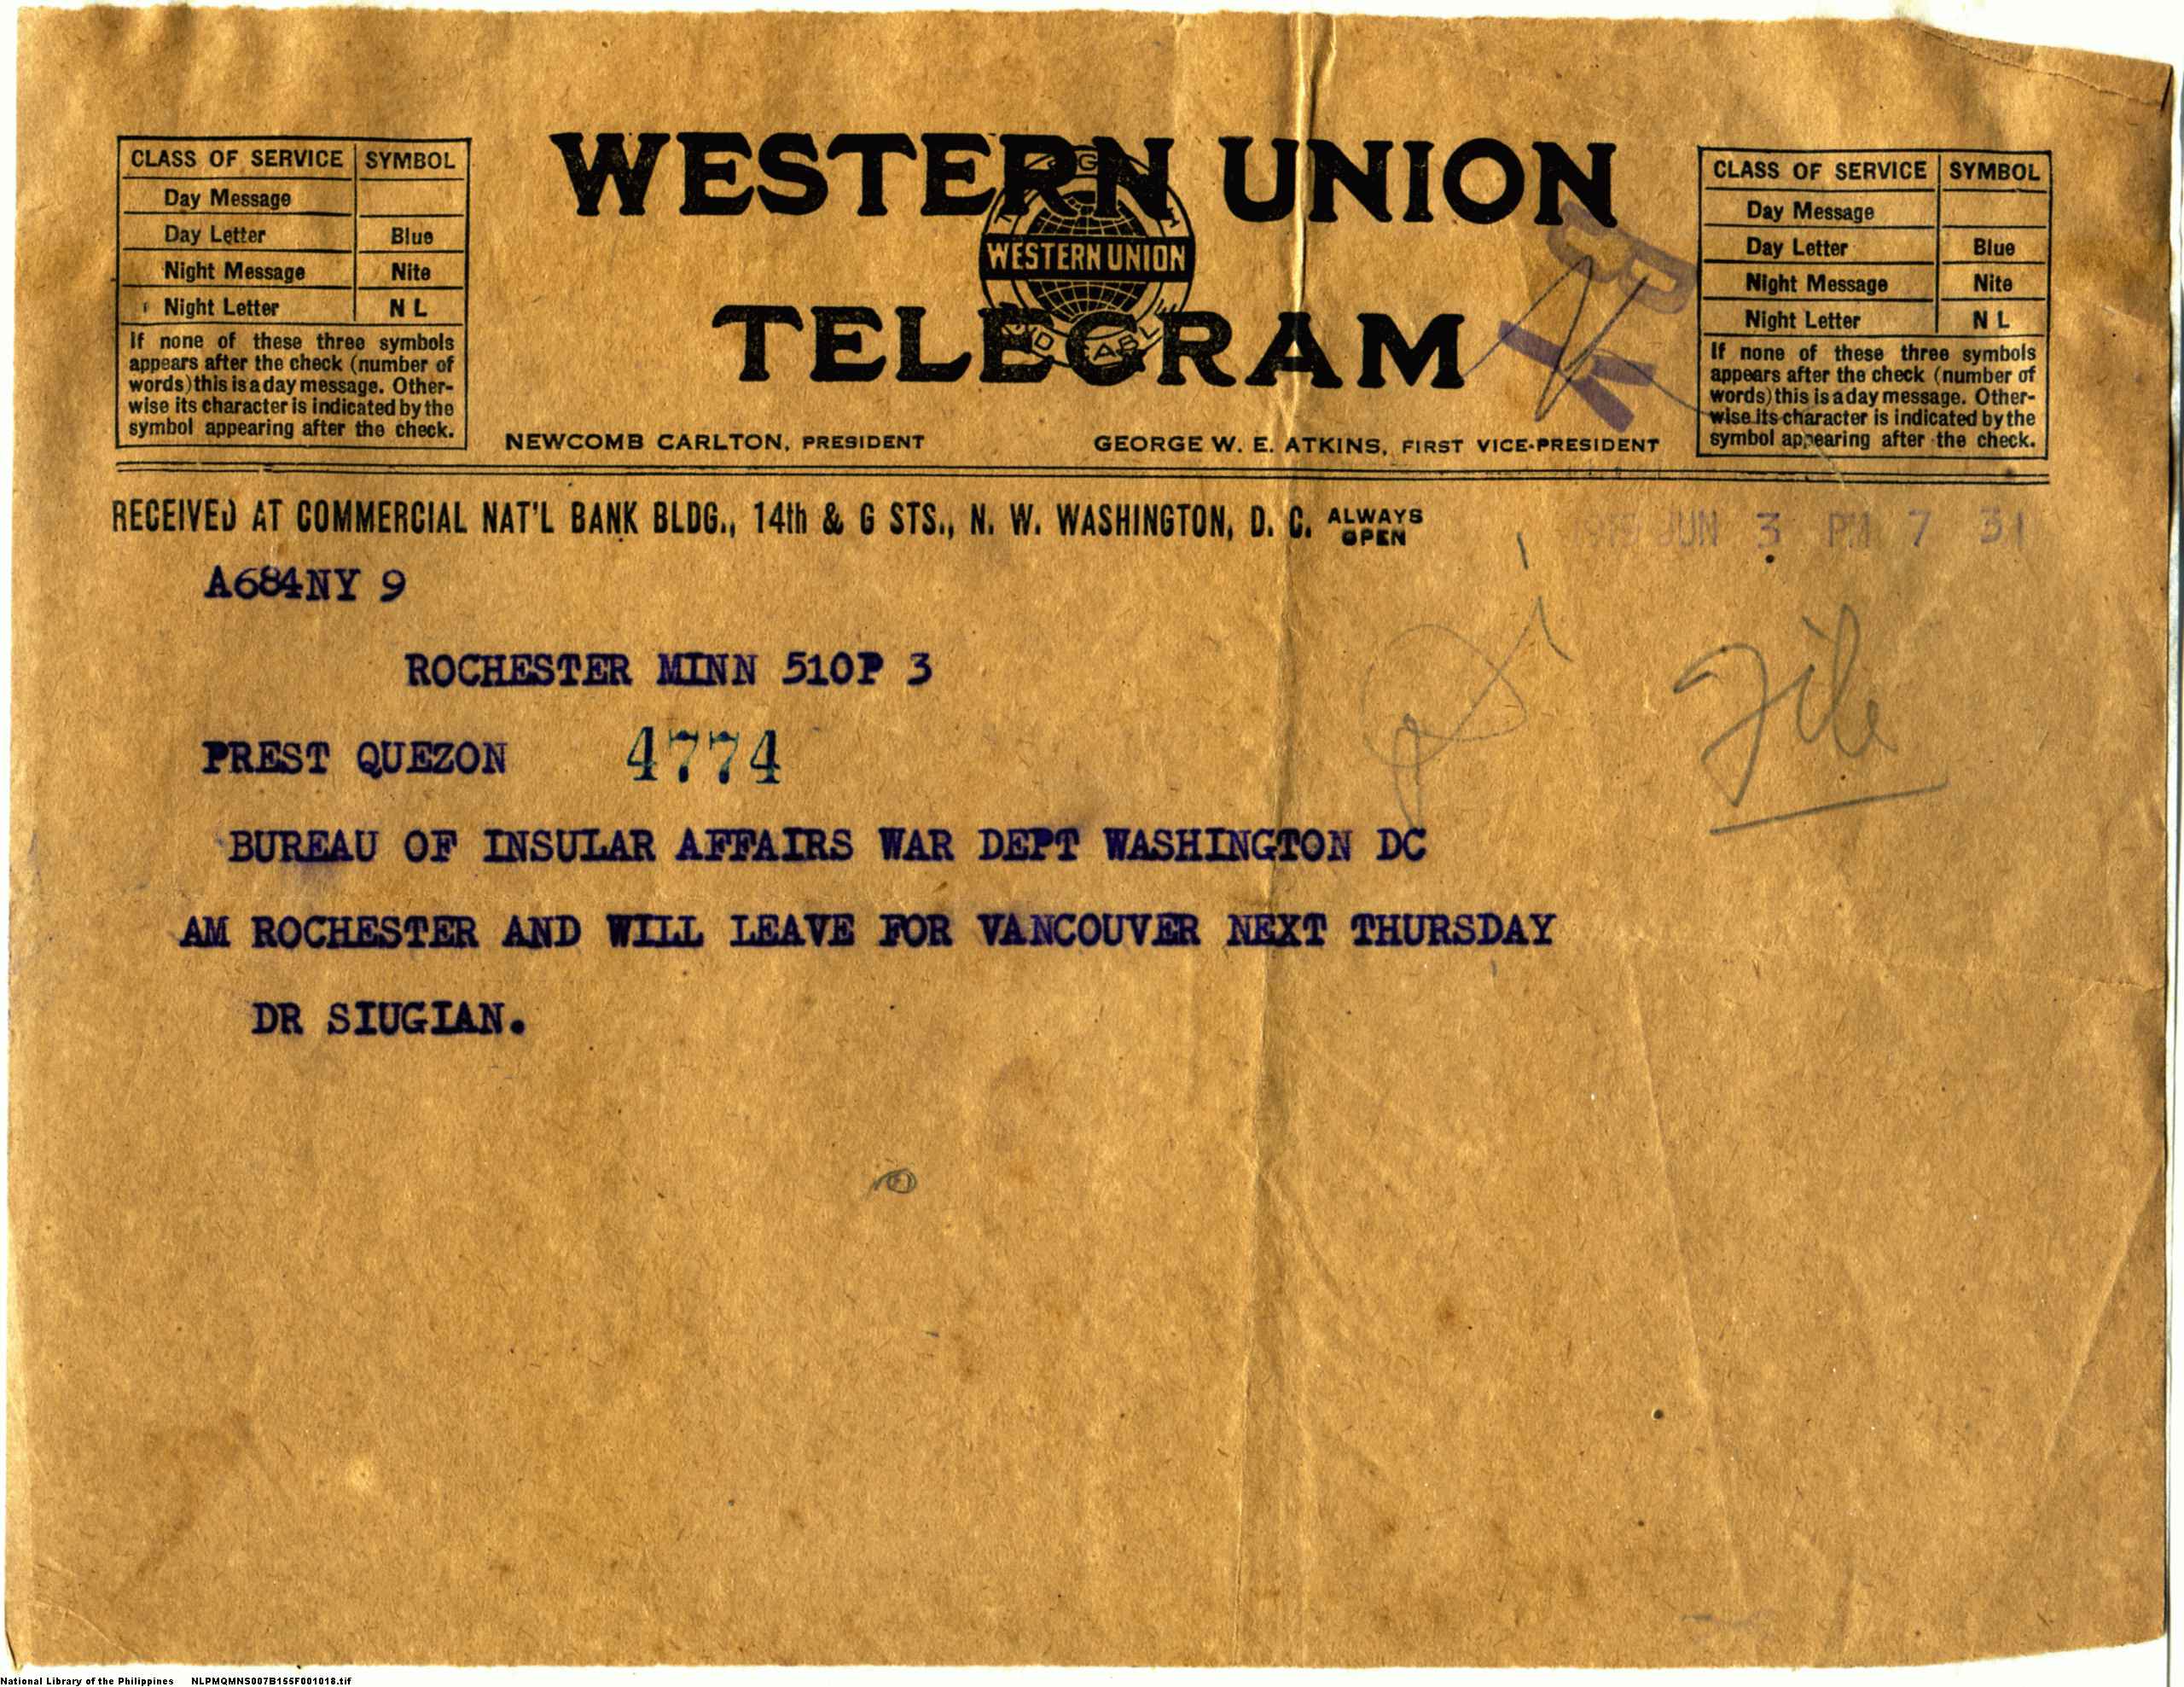 CLASS OF SERVICE SYMBOL
Day Message
Day Letter Blue
Night Message Nite
Night Letter N L
If none of these three symbols
appears after the check (number of
words) this is a day message. Other-
wise its character is indicated by the
symbol appearing after the check.
WESTERN UNION
WESTERN UNION
TELEGRAM
NEWCOMB CARLTON, PRESIDENT GEORGE W. E. ATKINS, FIRST VICE-PRESIDENT
CLASS OF SERVICE SYMBOL
Day Message
Day Letter Blue
Night Message Nite
Night Letter N L
If none of these three symbols
appears after the check (number of
words) this is a day message. Other-
wise its character is indicated by the
symbol appearing after the check.
RECEIVED AT COMMERCIAL NAT'L BANK BLDG., 14th & G STS., N. W. WASHINGTON, D. C. ALWAYS OPEN
JUN 3 PM 7 31
A684NY 9
ROCHESTER MINN 510P 3
File
PREST QUEZON 4774
BUREAU OF INSULAR AFFAIRS WAR DEPT WASHINGTON DC
AM ROCHESTER AND WILL LEAVE FOR VANCOUVER NEXT THURSDAY
DR SIUGIAN.
National Library of the Philippines NLPMQMNS007B155F001018.tif